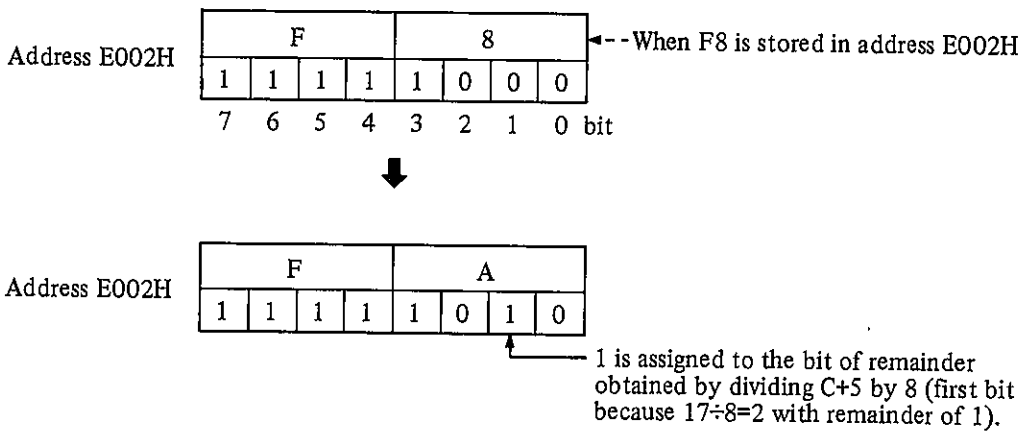 F 8
Address E002H
--When F8 is stored in address E002H
1 1 1 1 1 0 0 0
7 6 5 4 3 2 1 0 bit
F A
Address E002H
1 1 1 1 1 0 1 0
1 is assigned to the bit of remainder
obtained by dividing C+5 by 8 (first bit
because 17÷8=2 with remainder of 1).